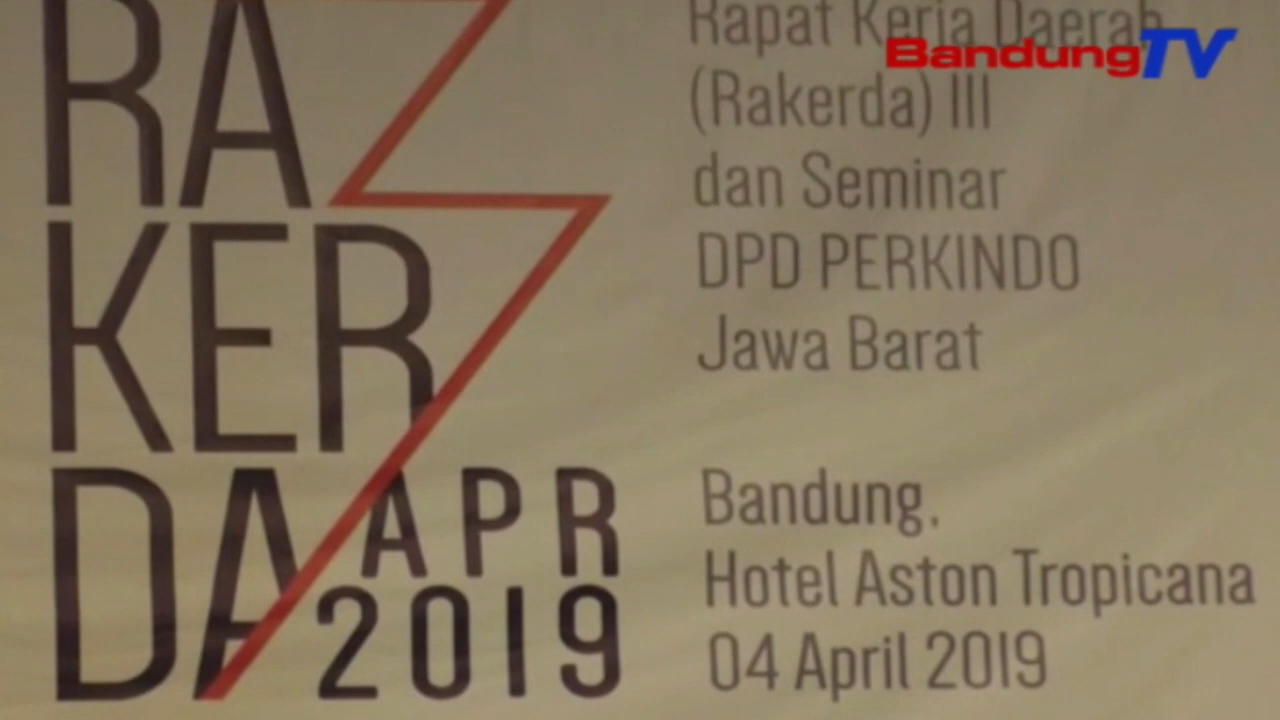 RA
KER
DA APR
2019
Rapat Kerja Daerah
(Rakerda) III
dan Seminar
DPD PERKINDO
Jawa Barat
Bandung,
Hotel Aston Tropicana
04 April 2019
BandungTV